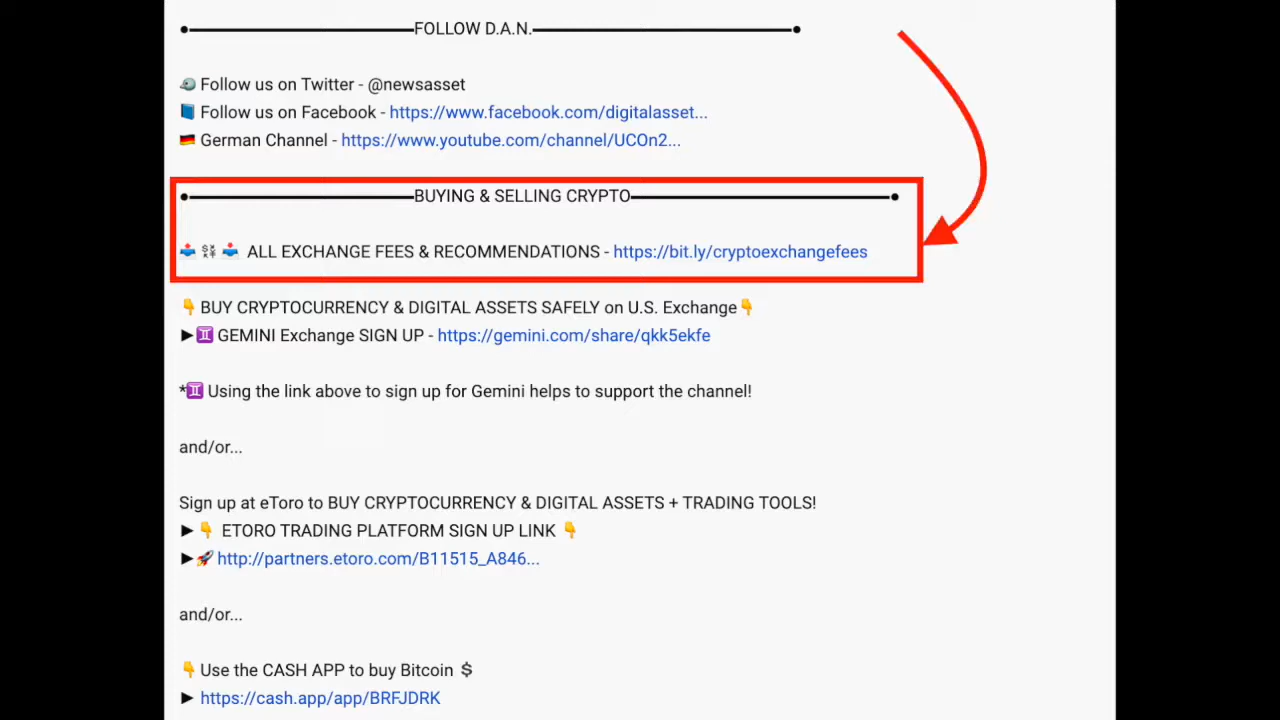 ●━━━━━━━━━━━━FOLLOW D.A.N.━━━━━━━━━━━━━━●
Follow us on Twitter - @newsasset
📘 Follow us on Facebook - https://www.facebook.com/digitalasset...
🇩🇪 German Channel - https://www.youtube.com/channel/UCOn2...
●━━━━━━━━━━━━BUYING & SELLING CRYPTO━━━━━━━━━━━━━━●
📥 💱 📥 ALL EXCHANGE FEES & RECOMMENDATIONS - https://bit.ly/cryptoexchangefees
👇BUY CRYPTOCURRENCY & DIGITAL ASSETS SAFELY on U.S. Exchange👇
►♊ GEMINI Exchange SIGN UP - https://gemini.com/share/qkk5ekfe
*♊ Using the link above to sign up for Gemini helps to support the channel!
and/or...
Sign up at eToro to BUY CRYPTOCURRENCY & DIGITAL ASSETS + TRADING TOOLS!
►👇 ETORO TRADING PLATFORM SIGN UP LINK 👇
►🚀 http://partners.etoro.com/B11515_A846...
and/or...
👇Use the CASH APP to buy Bitcoin 💲
► https://cash.app/app/BRFJDRK